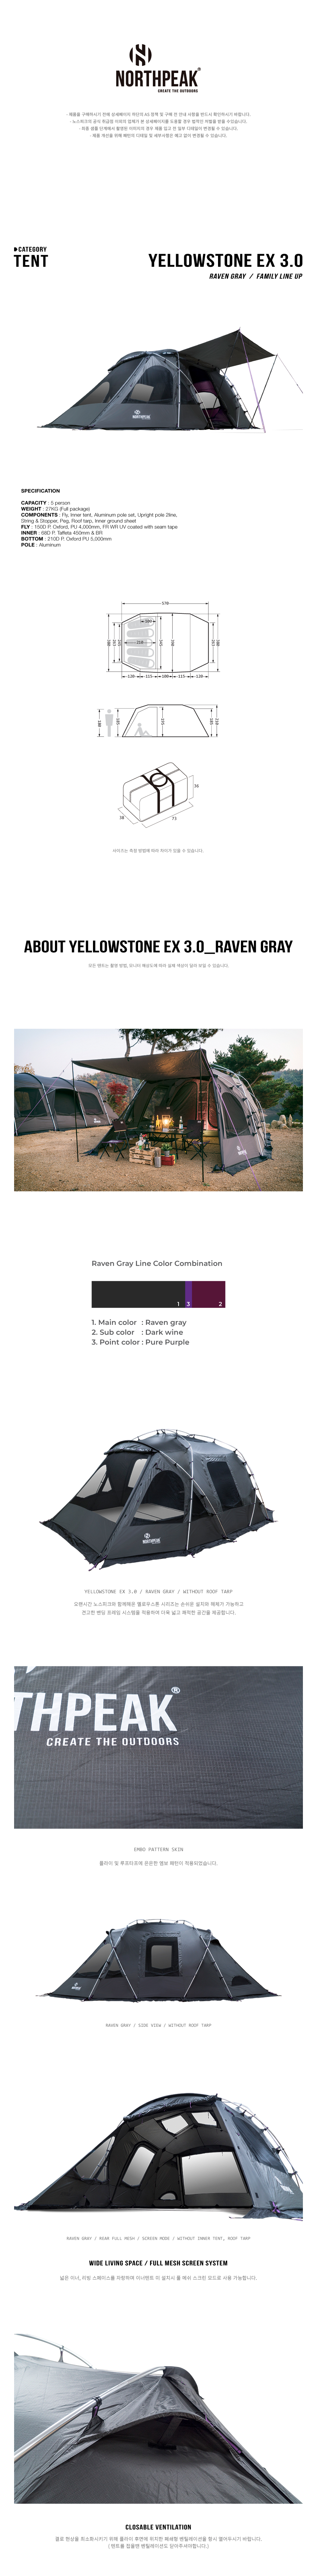 NORTHPEAK®
CREATE THE OUTDOORS
- 제품을 구매하시기 전에 상세페이지 하단의 AS 정책 및 구매 전 안내 사항을 반드시 확인하시기 바랍니다.
- 노스피크의 공식 취급점 이외의 업체가 본 상세페이지를 도용할 경우 법적인 처벌을 받을 수있습니다.
- 최종 샘플 단계에서 촬영된 이미지의 경우 제품 입고 전 일부 디테일이 변경될 수 있습니다.
- 제품 개선을 위해 패턴의 디테일 및 세부사항은 예고 없이 변경될 수 있습니다.
CATEGORY
TENT
YELLOWSTONE EX 3.0
RAVEN GRAY / FAMILY LINE UP
NORTHPEAK
SPECIFICATION
CAPACITY : 5 person
WEIGHT : 27KG (Full package)
COMPONENTS : Fly, Inner tent, Aluminum pole set, Upright pole 2line,
String & Stopper, Peg, Roof tarp, Inner ground sheet
FLY : 150D P. Oxford, PU 4,000mm, FR WR UV coated with seam tape
INNER : 68D P. Taffeta 450mm & BR
BOTTOM : 210D P. Oxford PU 5,000mm
POLE : Aluminum
570
120 115 100 115 120
73
사이즈는 측정 방법에 따라 차이가 있을 수 있습니다.
ABOUT YELLOWSTONE EX 3.0_RAVEN GRAY
모든 텐트는 촬영 방법, 모니터 해상도에 따라 실제 색상이 달라 보일 수 있습니다.
Raven Gray Line Color Combination
1 3 2
1. Main color : Raven gray
2. Sub color : Dark wine
3. Point color : Pure Purple
NORTHPEAK
YELLOWSTONE EX 3.0 / RAVEN GRAY / WITHOUT ROOF TARP
오랜시간 노스피크와 함께해온 옐로우스톤 시리즈는 손쉬운 설치와 해체가 가능하고
견고한 벤딩 프레임 시스템을 적용하여 더욱 넓고 쾌적한 공간을 제공합니다.
THPEAK®
CREATE THE OUTDOORS
EMBO PATTERN SKIN
플라이 및 루프타프에 은은한 엠보 패턴이 적용되었습니다.
RAVEN GRAY / SIDE VIEW / WITHOUT ROOF TARP
RAVEN GRAY / REAR FULL MESH / SCREEN MODE / WITHOUT INNER TENT, ROOF TARP
WIDE LIVING SPACE / FULL MESH SCREEN SYSTEM
넓은 이너, 리빙 스페이스를 자랑하며 이너텐트 미 설치시 풀 메쉬 스크린 모드로 사용 가능합니다.
CLOSABLE VENTILATION
결로 현상을 최소화시키기 위해 플라이 후면에 위치한 폐쇄형 벤틸레이션을 항시 열어두시기 바랍니다.
( 텐트를 접을땐 벤틸레이션도 닫아주셔야합니다.)